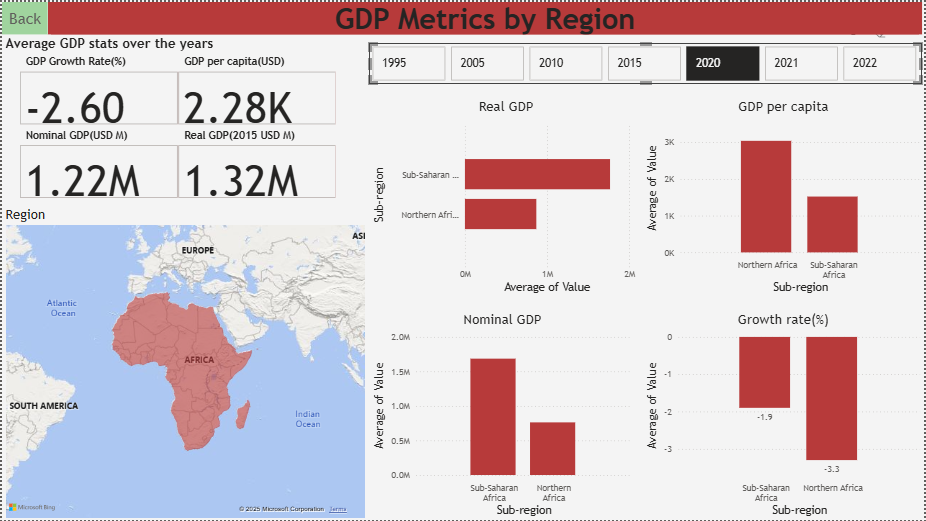 Back
GDP Metrics by Region
Average GDP stats over the years
GDP Growth Rate(%)
GDP per capita(USD)
-2.60
2.28K
Nominal GDP(USD M)
Real GDP(2015 USD M)
1.22M
1.32M
Region
EUROPE
ASI
Atlantic
Ocean
AFRICA
SOUTH AMERICA
Indian
Ocean
Microsoft Bing
© 2025 Microsoft Corporation Terms
1995 2005 2010 2015 2020 2021 2022
Real GDP
Sub-region
Sub-Saharan ...
Northern Afri...
0M 1M 2M
Average of Value
GDP per capita
Average of Value
3K
2K
1K
0K
Northern Africa
Sub-Saharan
Africa
Sub-region
Nominal GDP
Average of Value
2.0M
1.5M
1.0M
0.5M
0.0M
Sub-Saharan
Africa
Northern
Africa
Sub-region
Growth rate(%)
Average of Value
0
-1
-2
-3
-1.9
-3.3
Sub-Saharan
Africa
Northern Africa
Sub-region